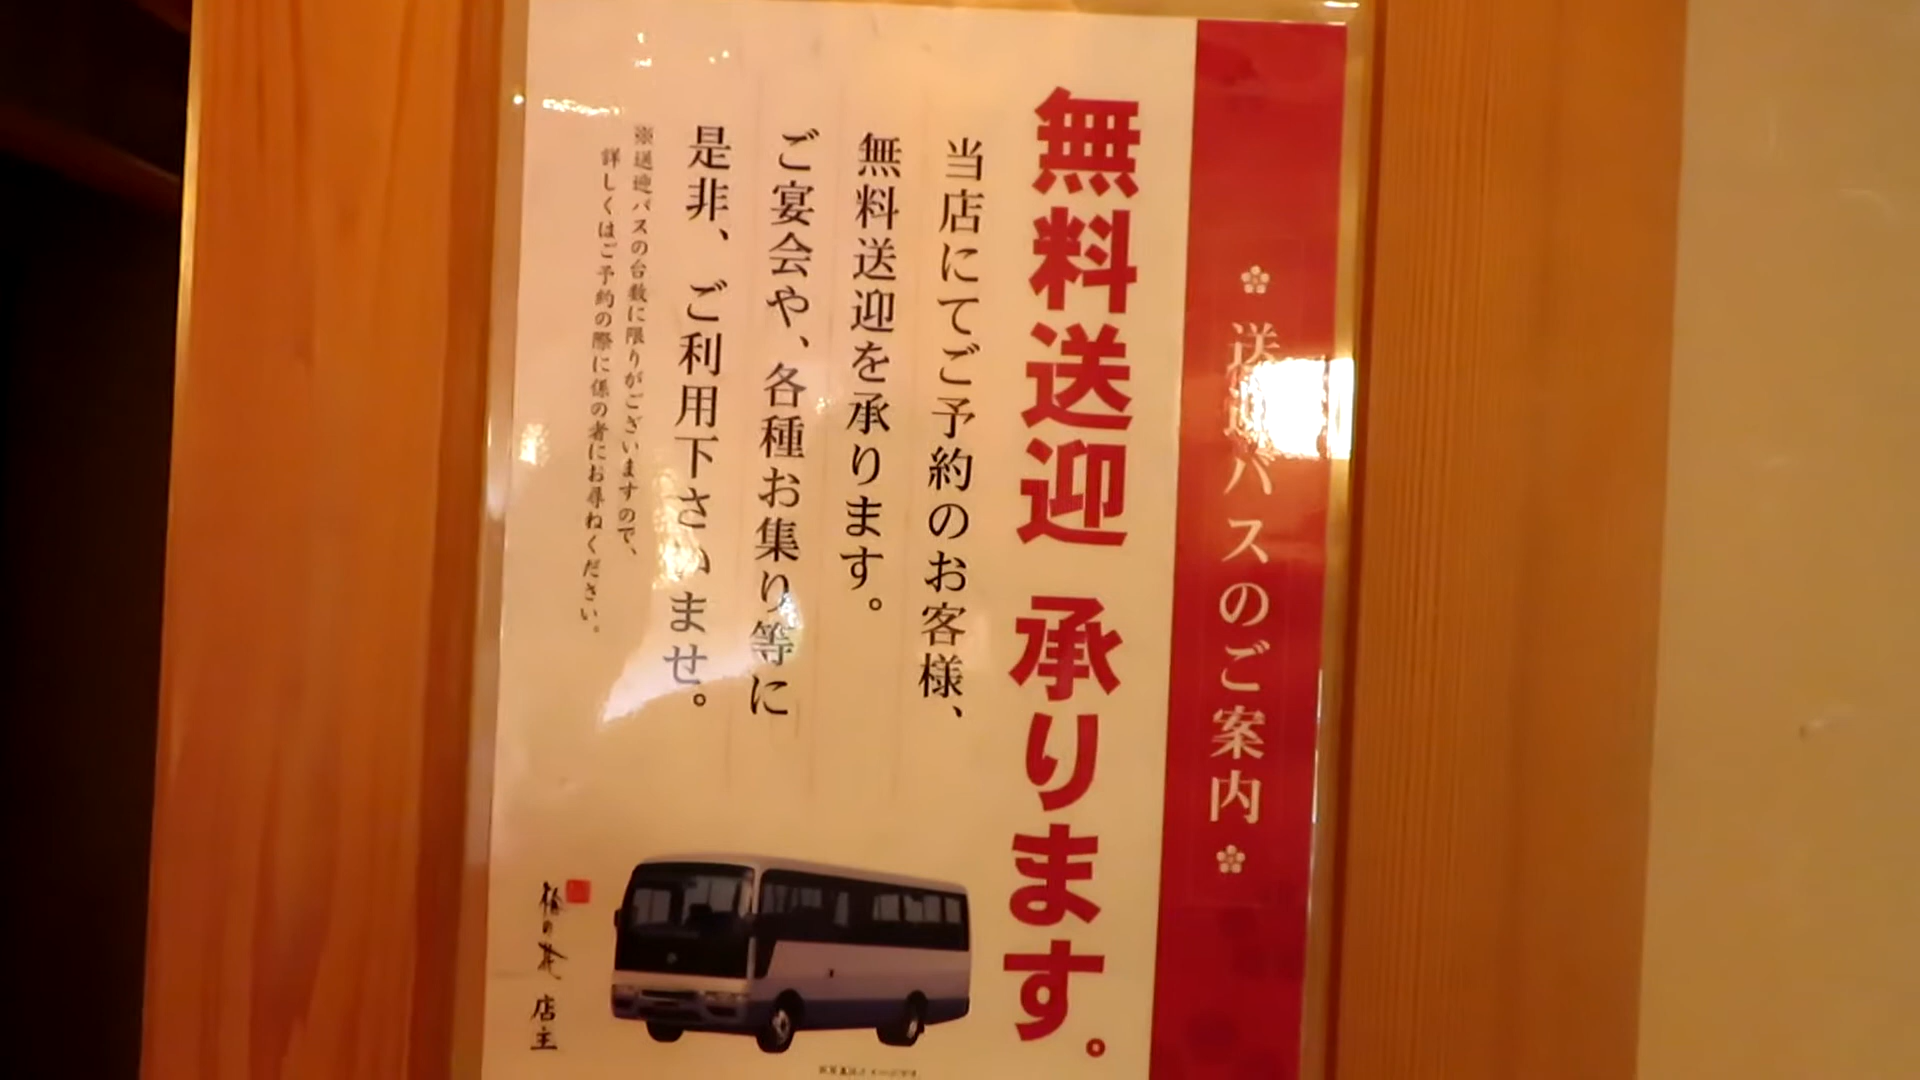 送迎バスのご案内
無料送迎 承ります。
当店にてご予約のお客様、
無料送迎を承ります。
ご宴会や、各種お集り等に
是非、ご利用下さいませ。
※送迎バスの台数に限りがございますので、
詳しくはご予約の際に係の者にお尋ねください。
店主